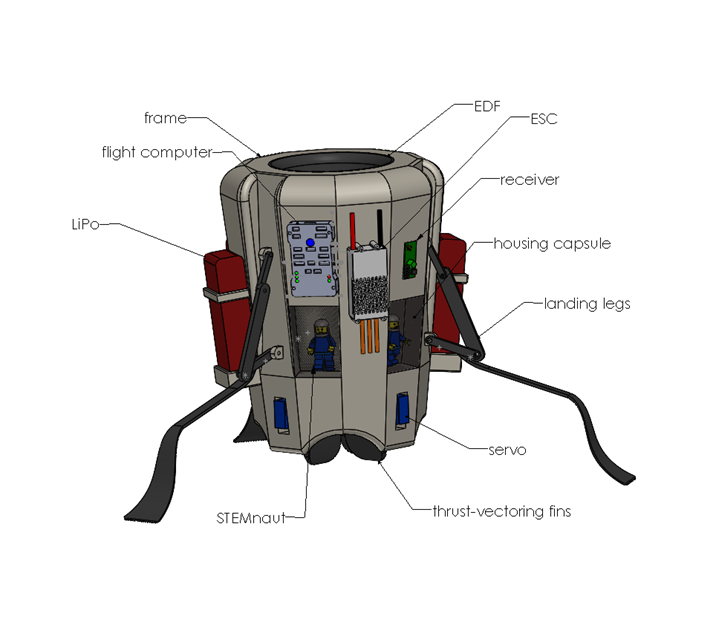 EDF
frame
ESC
flight computer
receiver
LiPo
housing capsule
landing legs
servo
STEMnaut
thrust-vectoring fins